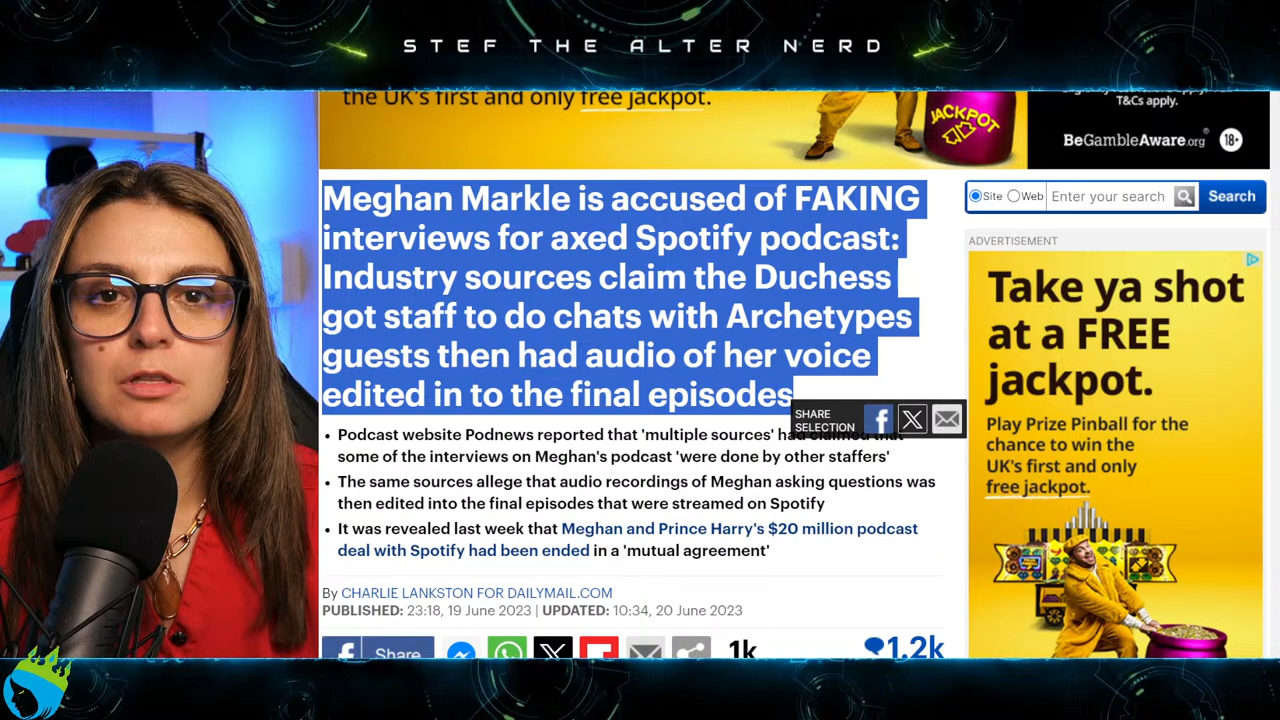 STEF THE ALTER NERD
the UK's first and only free jackpot.
JACKPOT
T&Cs apply.
BeGambleAware.org® 18+
Meghan Markle is accused of FAKING
interviews for axed Spotify podcast:
Industry sources claim the Duchess
got staff to do chats with Archetypes
guests then had audio of her voice
edited in to the final episodes
Site Web Enter your search Search
ADVERTISEMENT
Take ya shot
at a FREE
jackpot.
Play Prize Pinball for the
chance to win the
UK's first and only
free jackpot.
SHARE
SELECTION
• Podcast website Podnews reported that 'multiple sources' had claimed that
some of the interviews on Meghan's podcast 'were done by other staffers'
• The same sources allege that audio recordings of Meghan asking questions was
then edited into the final episodes that were streamed on Spotify
• It was revealed last week that Meghan and Prince Harry's $20 million podcast
deal with Spotify had been ended in a 'mutual agreement'
By CHARLIE LANKSTON FOR DAILYMAIL.COM
PUBLISHED: 23:18, 19 June 2023 | UPDATED: 10:34, 20 June 2023
Share
1k
1.2k